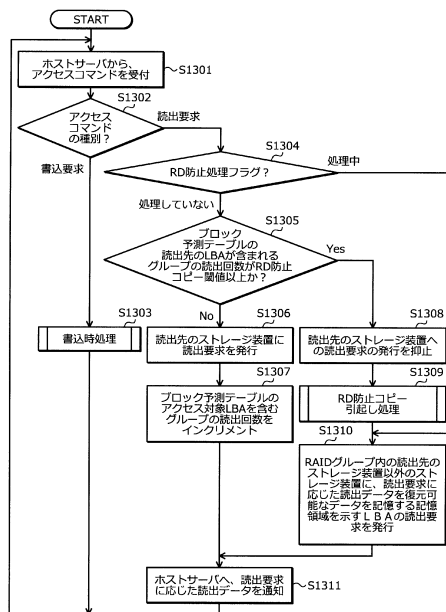 START
ホストサーバから、
アクセスコマンドを受付
S1301
S1302
アクセス
コマンド
の種別？
読出要求
書込要求
S1304
RD防止処理フラグ？
処理中
処理していない
S1305
ブロック
予測テーブルの
読出先のLBAが含まれる
グループの読出回数がRD防止
コピー閾値以上か？
Yes
No
S1303
書込時処理
S1306
読出先のストレージ装置に
読出要求を発行
S1307
ブロック予測テーブルの
アクセス対象LBAを含む
グループの読出回数を
インクリメント
S1308
読出先のストレージ装置へ
の読出要求の発行を抑止
S1309
RD防止コピー
引起し処理
S1310
RAIDグループ内の読出先の
ストレージ装置以外のスト
レージ装置に、読出要求に
応じた読出データを復元可
能なデータを記憶する記憶
領域を示すＬＢＡの読出要
求を発行
ホストサーバへ、読出要求
に応じた読出データを通知
S1311